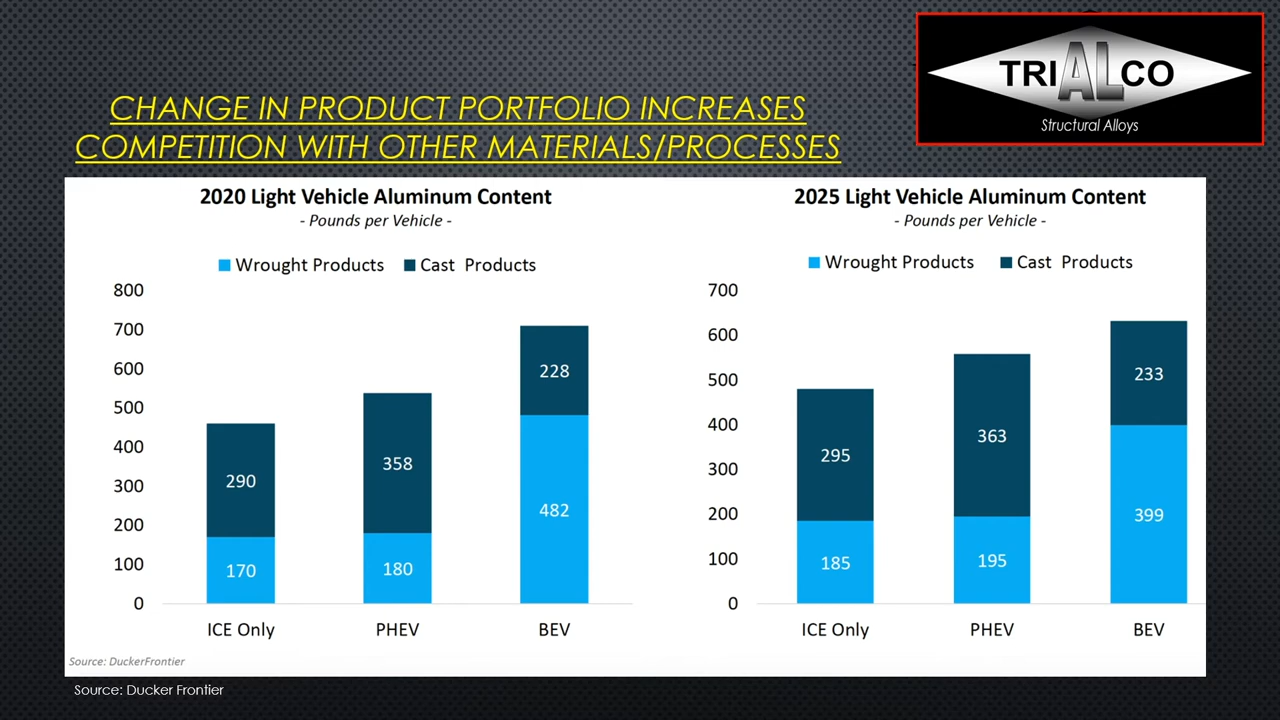 TRIALCO
Structural Alloys
CHANGE IN PRODUCT PORTFOLIO INCREASES
COMPETITION WITH OTHER MATERIALS/PROCESSES
2020 Light Vehicle Aluminum Content
- Pounds per Vehicle -
Wrought Products Cast Products
800
700
600
500
400
300
200
100
0
290
170
358
180
228
482
ICE Only PHEV BEV
Source: DuckerFrontier
2025 Light Vehicle Aluminum Content
- Pounds per Vehicle -
Wrought Products Cast Products
700
600
500
400
300
200
100
0
295
185
363
195
233
399
ICE Only PHEV BEV
Source: Ducker Frontier